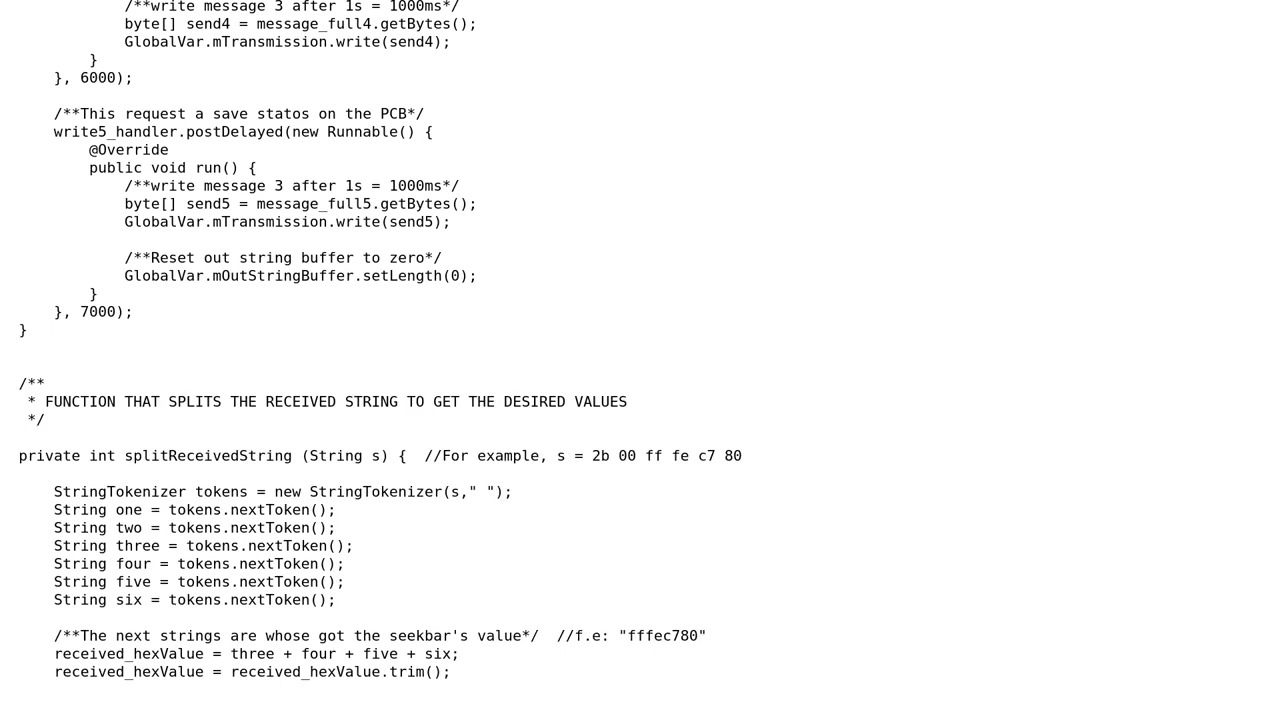 /**write message 3 after 1s = 1000ms*/
byte[] send4 = message_full4.getBytes();
GlobalVar.mTransmission.write(send4);
}
}, 6000);
/**This request a save statos on the PCB*/
write5_handler.postDelayed(new Runnable() {
@Override
public void run() {
/**write message 3 after 1s = 1000ms*/
byte[] send5 = message_full5.getBytes();
GlobalVar.mTransmission.write(send5);
/**Reset out string buffer to zero*/
GlobalVar.mOutStringBuffer.setLength(0);
}
}, 7000);
}
/**
* FUNCTION THAT SPLITS THE RECEIVED STRING TO GET THE DESIRED VALUES
*/
private int splitReceivedString (String s) {  //For example, s = 2b 00 ff fe c7 80
StringTokenizer tokens = new StringTokenizer(s," ");
String one = tokens.nextToken();
String two = tokens.nextToken();
String three = tokens.nextToken();
String four = tokens.nextToken();
String five = tokens.nextToken();
String six = tokens.nextToken();
/**The next strings are whose got the seekbar's value*/  //f.e: "fffec780"
received_hexValue = three + four + five + six;
received_hexValue = received_hexValue.trim();